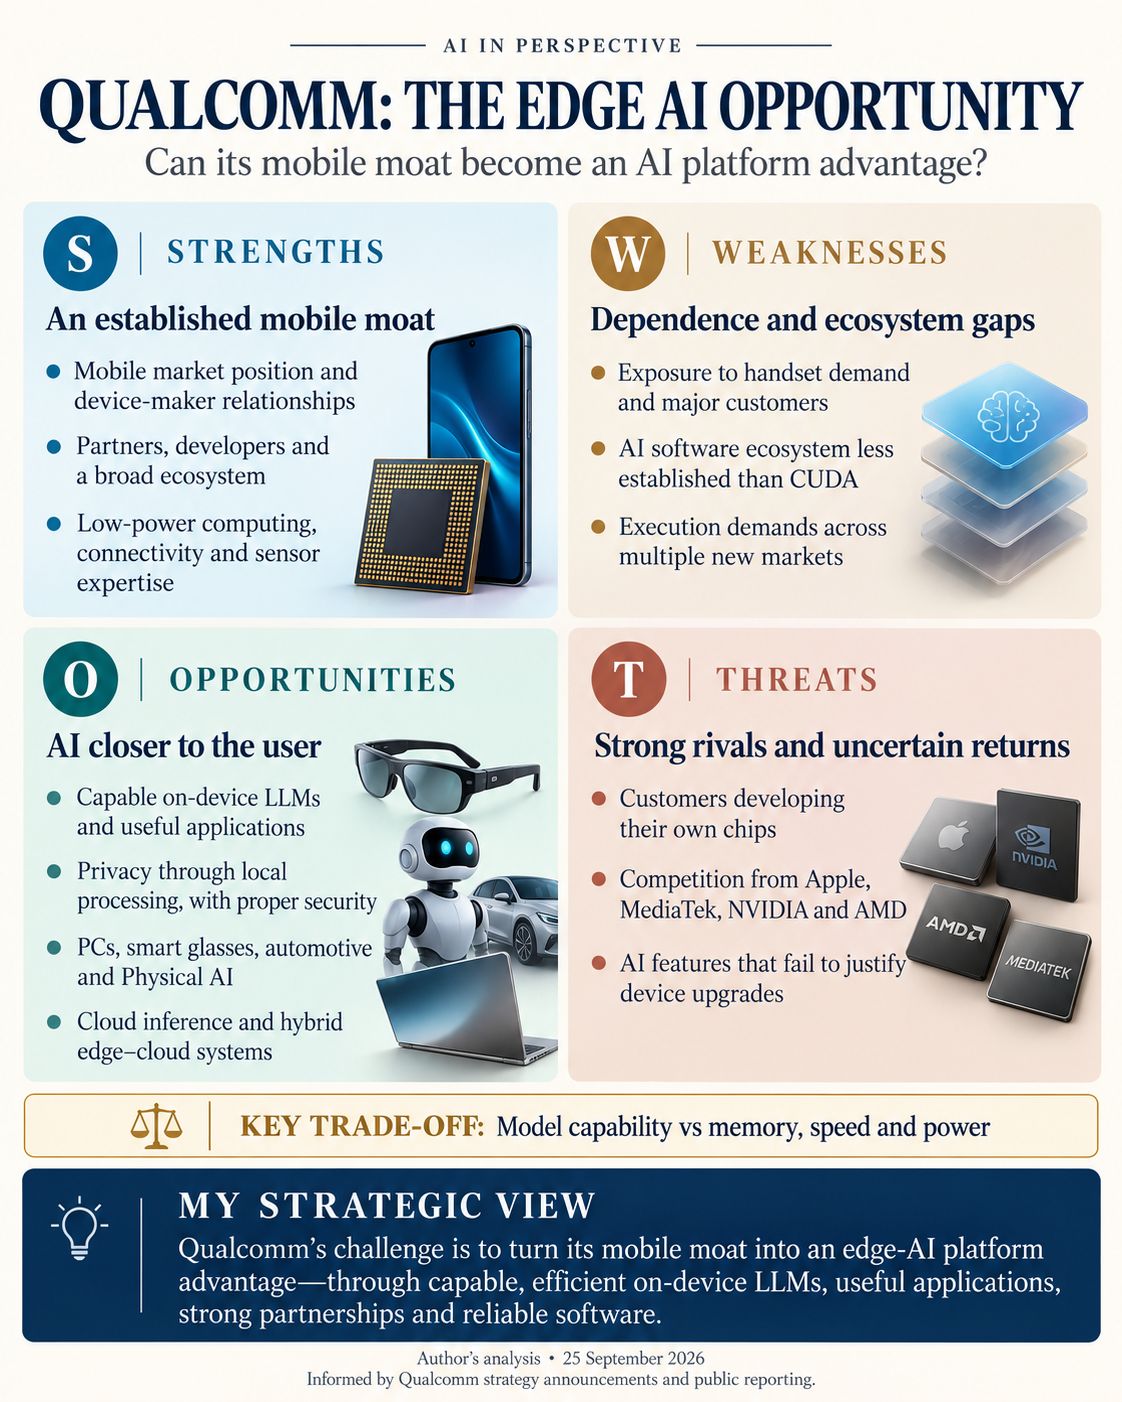 AI IN PERSPECTIVE
QUALCOMM: THE EDGE AI OPPORTUNITY
Can its mobile moat become an AI platform advantage?
S
STRENGTHS
An established mobile moat
Mobile market position and
device-maker relationships
Partners, developers and
a broad ecosystem
Low-power computing,
connectivity and sensor
expertise
W
WEAKNESSES
Dependence and ecosystem gaps
Exposure to handset demand
and major customers
AI software ecosystem less
established than CUDA
Execution demands across
multiple new markets
O
OPPORTUNITIES
AI closer to the user
Capable on-device LLMs
and useful applications
Privacy through local
processing, with proper security
PCs, smart glasses, automotive
and Physical AI
Cloud inference and hybrid
edge–cloud systems
T
THREATS
Strong rivals and uncertain returns
Customers developing
their own chips
Competition from Apple,
MediaTek, NVIDIA and AMD
AI features that fail to justify
device upgrades
NVIDIA
AMD
MEDIATEK
KEY TRADE-OFF: Model capability vs memory, speed and power
MY STRATEGIC VIEW
Qualcomm’s challenge is to turn its mobile moat into an edge-AI platform
advantage—through capable, efficient on-device LLMs, useful applications,
strong partnerships and reliable software.
Author’s analysis • 25 September 2026
Informed by Qualcomm strategy announcements and public reporting.